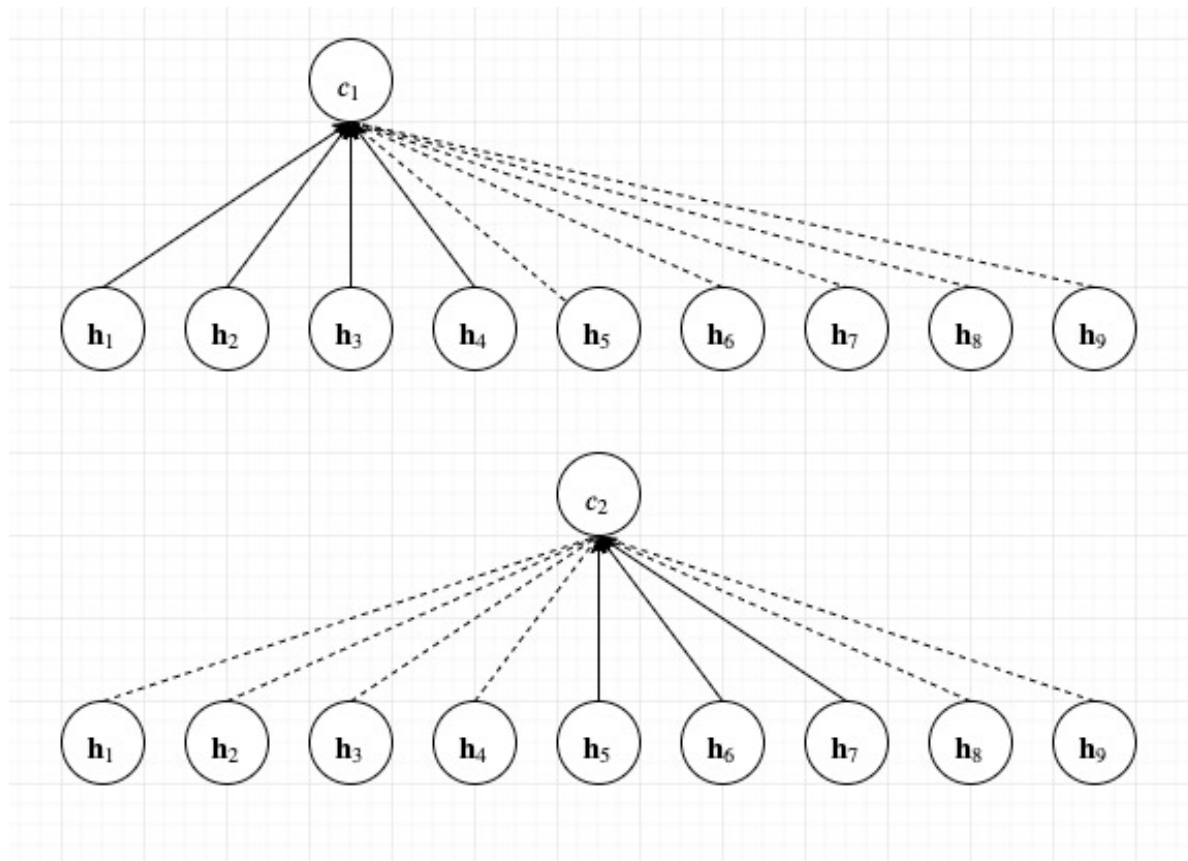 c₁
h₁ h₂ h₃ h₄ h₅ h₆ h₇ h₈ h₉
c₂
h₁ h₂ h₃ h₄ h₅ h₆ h₇ h₈ h₉